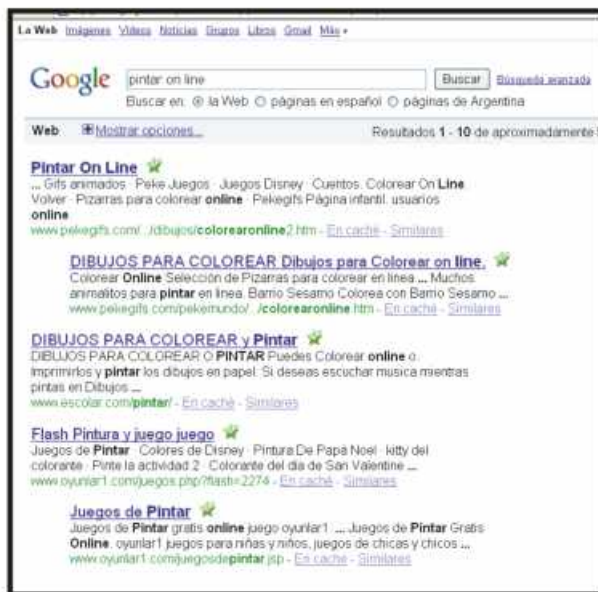 La Web Imágenes Vídeos Noticias Grupos Libros Gmail Más
Google pintar on line Buscar Búsqueda avanzada
Buscar en: la Web páginas en español páginas de Argentina
Web Mostrar opciones... Resultados 1 - 10 de aproximadamente
Pintar On Line
... Gifs animados · Peke Juegos · Juegos Disney · Cuentos. Colorear On Line
Volver · Pizarras para colorear online · Pekegifs Página infantil. usuarios
online
www.pekegifs.com/.../dibujos/colorearonline2.htm - En caché - Similares
DIBUJOS PARA COLOREAR Dibujos para Colorear on line.
Colorear Online Selección de Pizarras para colorear en linea ... Muchos
animalitos para pintar en linea. Barrio Sesamo Colorea con Barrio Sesamo ...
www.pekegifs.com/pekemundo/.../colorearonline.htm - En caché - Similares
DIBUJOS PARA COLOREAR y Pintar
DIBUJOS PARA COLOREAR O PINTAR Puedes Colorear online o
Imprimirlos y pintar los dibujos en papel. Si deseas escuchar musica mientras
pintas en Dibujos ...
www.escolar.com/pintar/ - En caché - Similares
Flash Pintura y juego juego
Juegos de Pintar · Colores de Disney · Pintura De Papá Noel · kitty del
colorante · Pinte la actividad 2 · Colorante del día de San Valentine ...
www.oyunlar1.com/juegos.php?flash=2274 - En caché - Similares
Juegos de Pintar
Juegos de Pintar gratis online juego oyunlar1. ... Juegos de Pintar Gratis
Online. oyunlar1 juegos para niñas y niños, juegos de chicas y chicos ...
www.oyunlar1.com/juegosdepintar.jsp - En caché - Similares